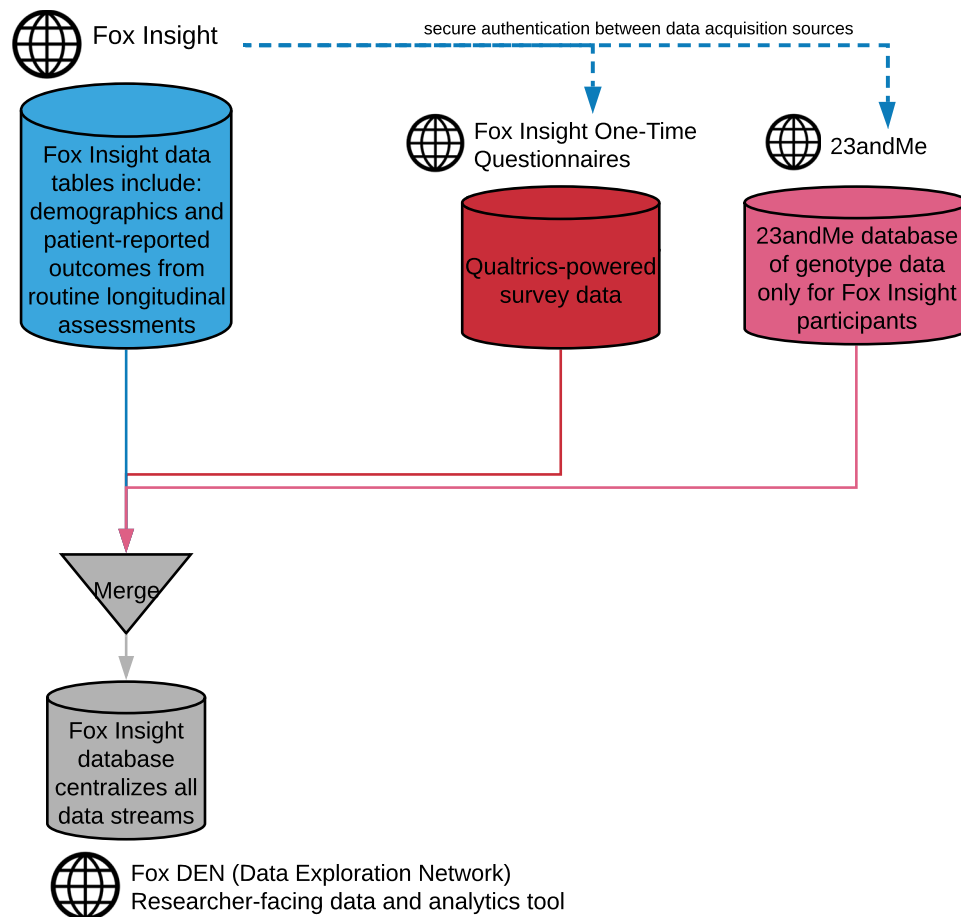 Fox Insight
secure authentication between data acquisition sources
Fox Insight data
tables include:
demographics and
patient-reported
outcomes from
routine longitudinal
assessments
Fox Insight One-Time
Questionnaires
Qualtrics-powered
survey data
23andMe
23andMe database
of genotype data
only for Fox Insight
participants
Merge
Fox Insight
database
centralizes all
data streams
Fox DEN (Data Exploration Network)
Researcher-facing data and analytics tool